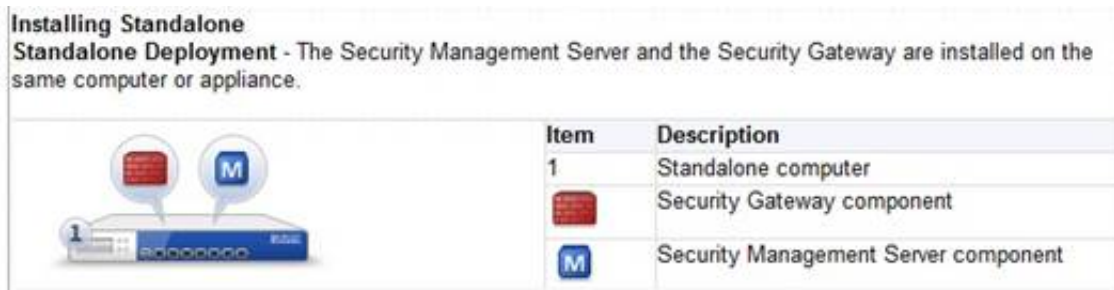 Installing Standalone
Standalone Deployment - The Security Management Server and the Security Gateway are installed on the
same computer or appliance.
Item Description
1 Standalone computer
Security Gateway component
M Security Management Server component
M
1